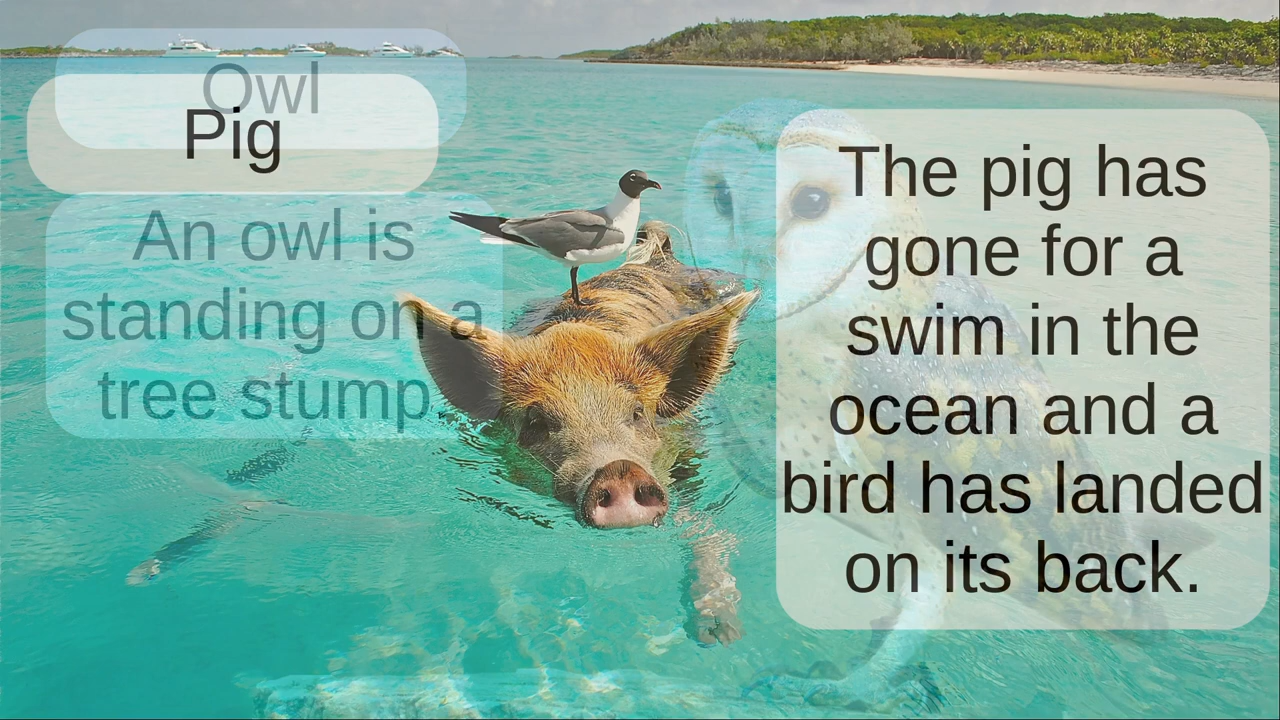 Owl
Pig
An owl is
standing on a
tree stump
The pig has
gone for a
swim in the
ocean and a
bird has landed
on its back.